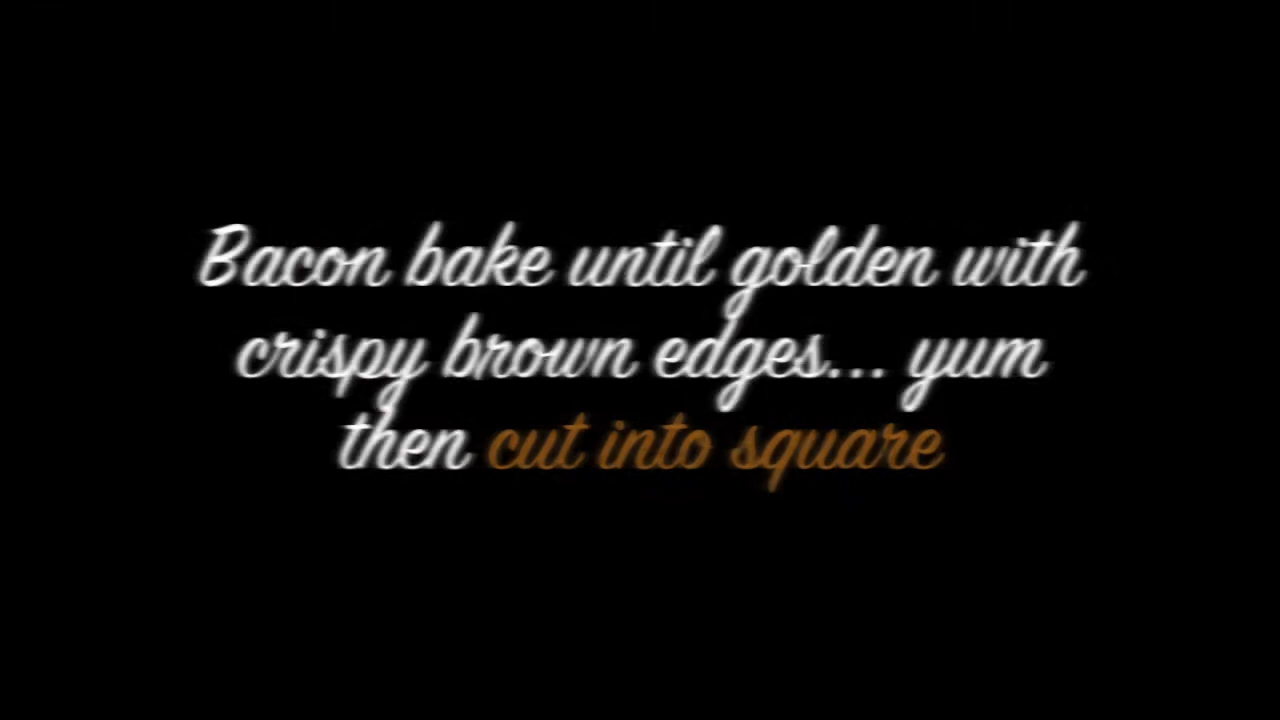 Bacon bake until golden with
crispy brown edges... yum
then cut into square